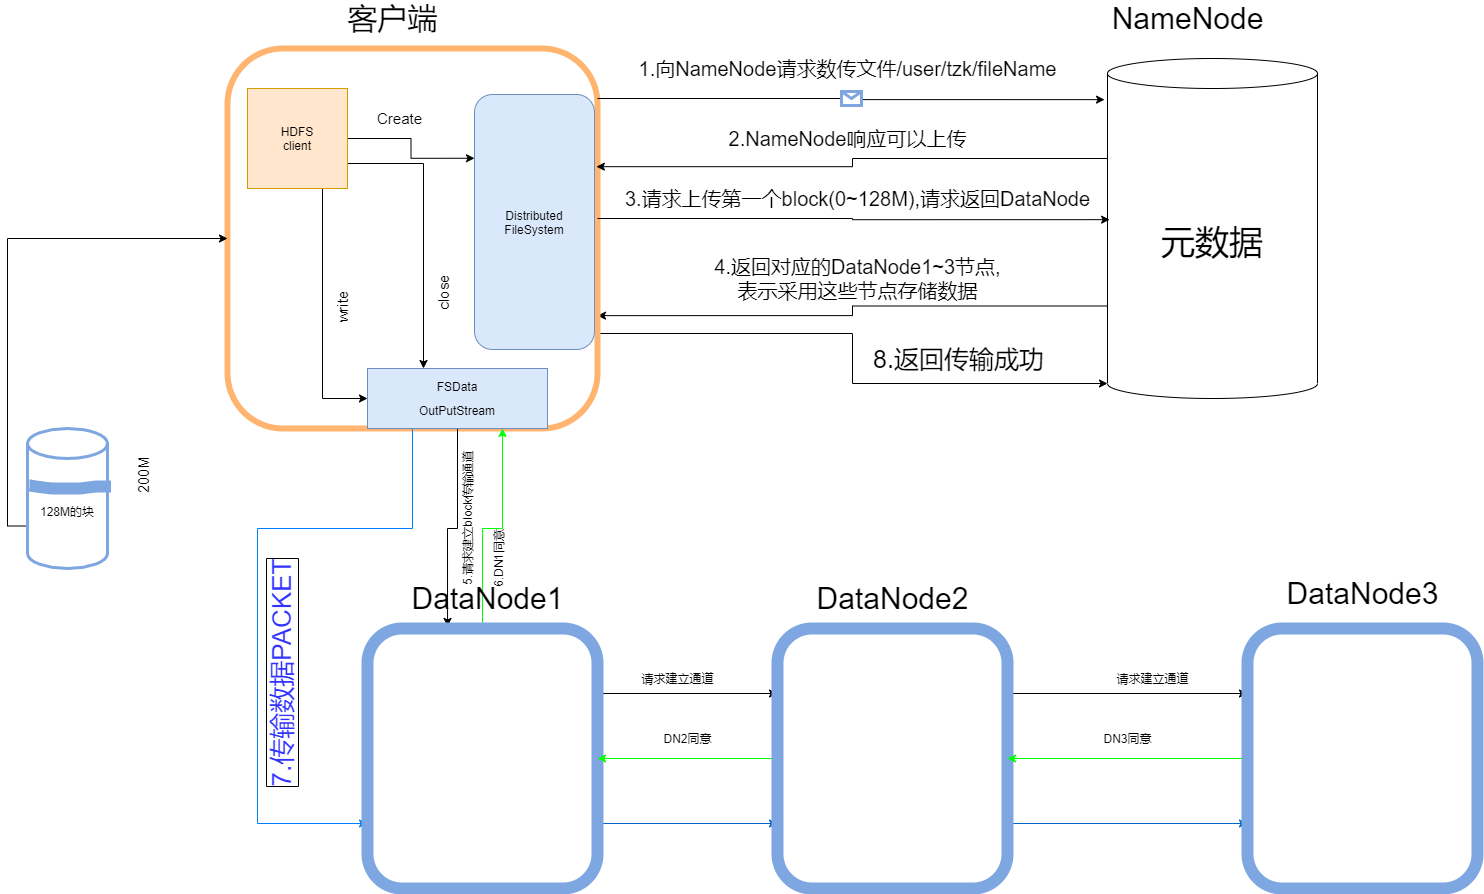 客户端
NameNode
1.向NameNode请求数传文件/user/tzk/fileName
HDFS
client
Create
2.NameNode响应可以上传
3.请求上传第一个block(0~128M),请求返回DataNode
Distributed
FileSystem
元数据
4.返回对应的DataNode1~3节点,
表示采用这些节点存储数据
write
close
8.返回传输成功
FSData
OutPutStream
200M
128M的块
5.请求建立block传输通道
6.DN1同意
7.传输数据PACKET
DataNode1
DataNode2
DataNode3
请求建立通道
请求建立通道
DN2同意
DN3同意